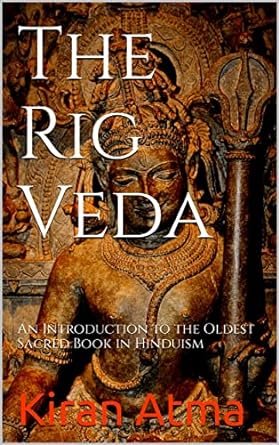 The
Rig
Veda
An Introduction to the Oldest
Sacred Book in Hinduism
Kiran Atma